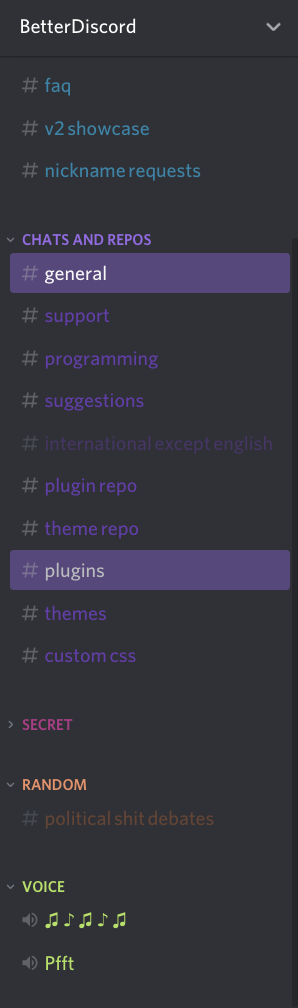 BetterDiscord
# faq
# v2 showcase
# nickname requests
CHATS AND REPOS
# general
# support
# programming
# suggestions
# international except english
# plugin repo
# theme repo
# plugins
# themes
# custom css
SECRET
RANDOM
# political shit debates
VOICE
♫ ♪ ♫ ♪ ♫
Pfft